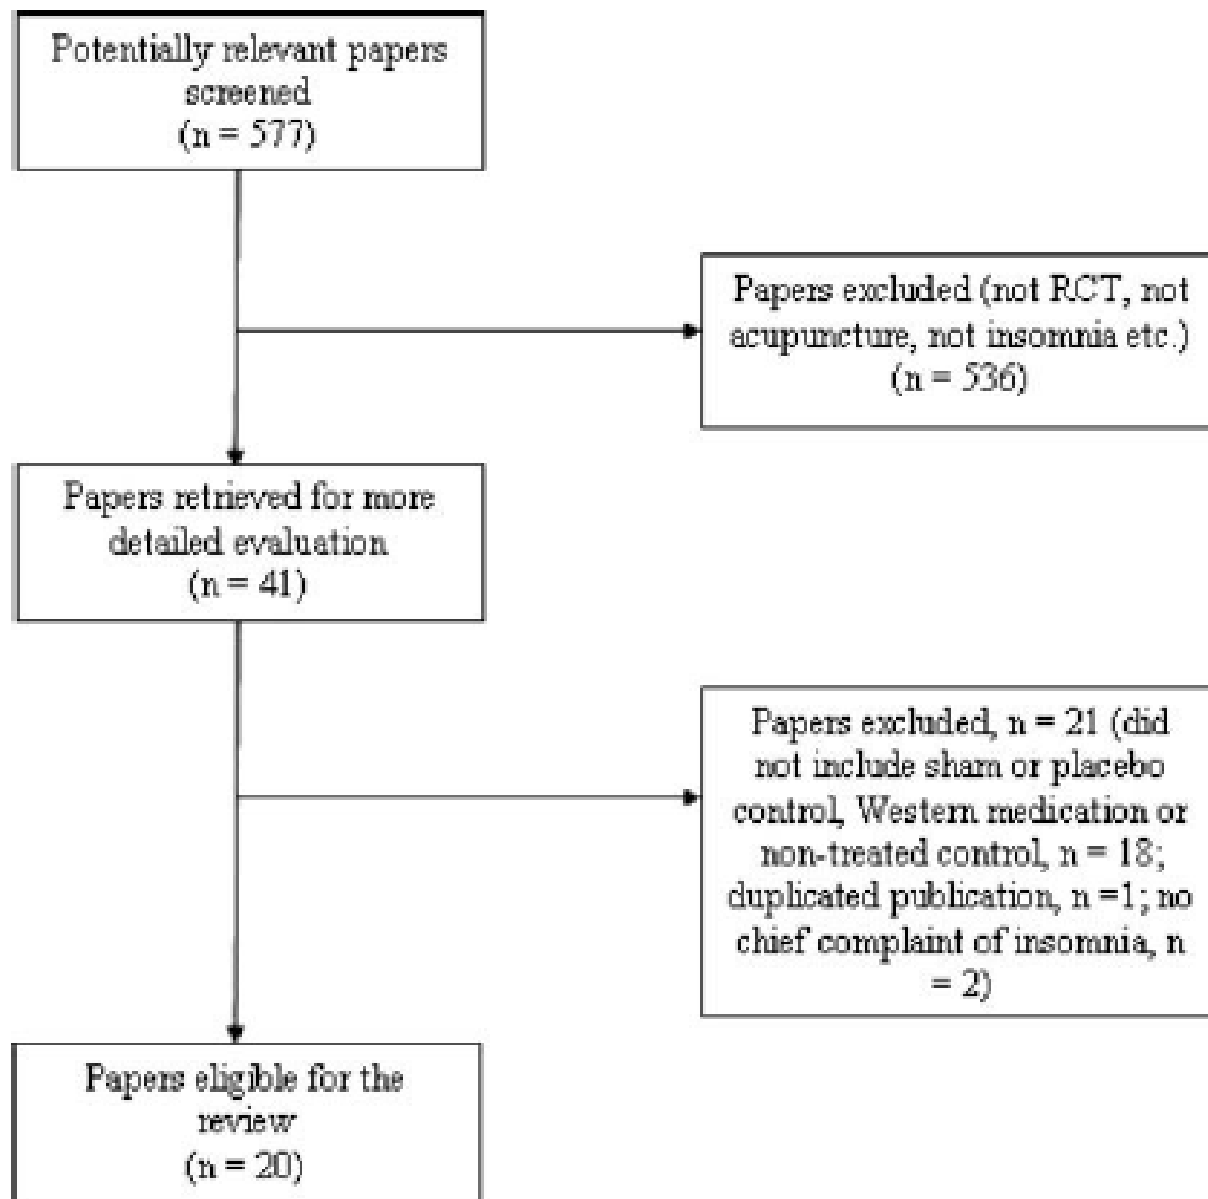 Potentially relevant papers
screened
(n = 577)
Papers excluded (not RCT, not
acupuncture, not insomnia etc.)
(n = 536)
Papers retrieved for more
detailed evaluation
(n = 41)
Papers excluded, n = 21 (did
not include sham or placebo
control, Western medication or
non-treated control, n = 18;
duplicated publication, n =1; no
chief complaint of insomnia, n
= 2)
Papers eligible for the
review
(n = 20)